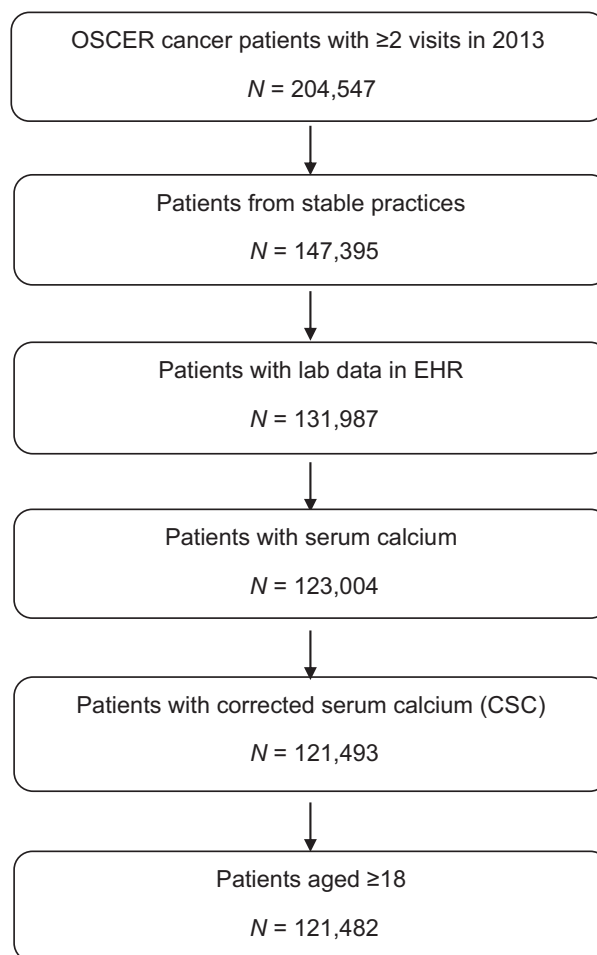 OSCER cancer patients with ≥2 visits in 2013
N = 204,547
Patients from stable practices
N = 147,395
Patients with lab data in EHR
N = 131,987
Patients with serum calcium
N = 123,004
Patients with corrected serum calcium (CSC)
N = 121,493
Patients aged ≥18
N = 121,482